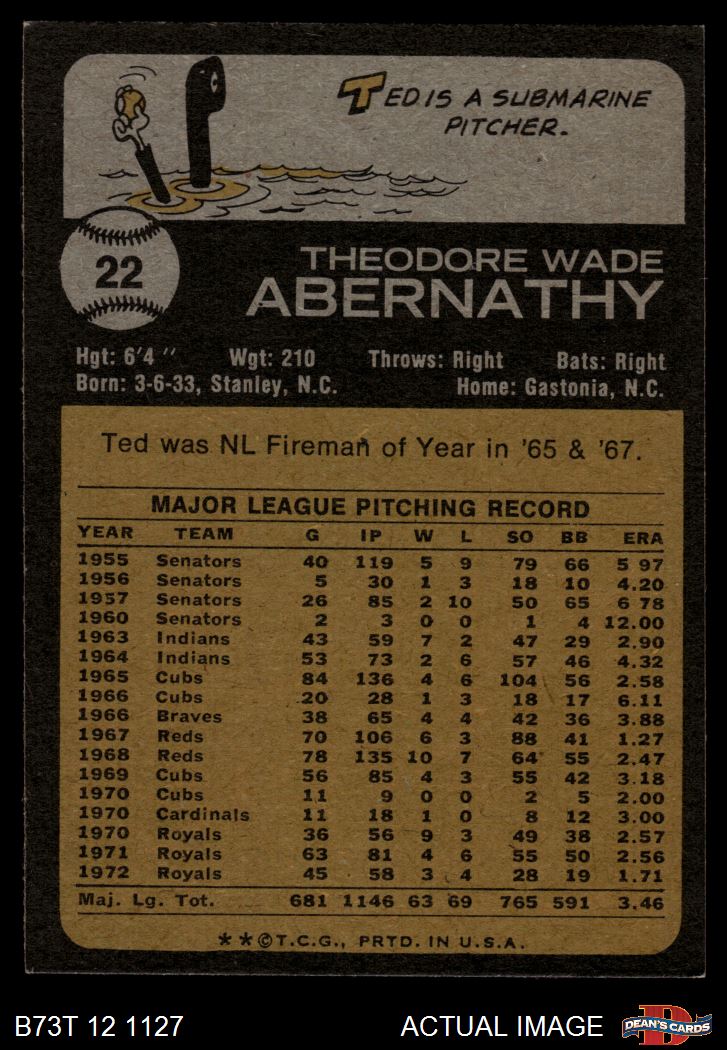 TED IS A SUBMARINE
PITCHER.
22
THEODORE WADE
ABERNATHY
Hgt: 6'4 " Wgt: 210 Throws: Right Bats: Right
Born: 3-6-33, Stanley, N.C. Home: Gastonia, N.C.
Ted was NL Fireman of Year in '65 & '67.
MAJOR LEAGUE PITCHING RECORD
YEAR TEAM G IP W L SO BB ERA
1955 Senators 40 119 5 9 79 66 5 97
1956 Senators 5 30 1 3 18 10 4.20
1957 Senators 26 85 2 10 50 65 6 78
1960 Senators 2 3 0 0 1 4 12.00
1963 Indians 43 59 7 2 47 29 2.90
1964 Indians 53 73 2 6 57 46 4.32
1965 Cubs 84 136 4 6 104 56 2.58
1966 Cubs 20 28 1 3 18 17 6.11
1966 Braves 38 65 4 4 42 36 3.88
1967 Reds 70 106 6 3 88 41 1.27
1968 Reds 78 135 10 7 64 55 2.47
1969 Cubs 56 85 4 3 55 42 3.18
1970 Cubs 11 9 0 0 2 5 2.00
1970 Cardinals 11 18 1 0 8 12 3.00
1970 Royals 36 56 9 3 49 38 2.57
1971 Royals 63 81 4 6 55 50 2.56
1972 Royals 45 58 3 4 28 19 1.71
Maj. Lg. Tot. 681 1146 63 69 765 591 3.46
**©T.C.G., PRTD. IN U.S.A.
B73T 12 1127 ACTUAL IMAGE D DEAN'S CARDS